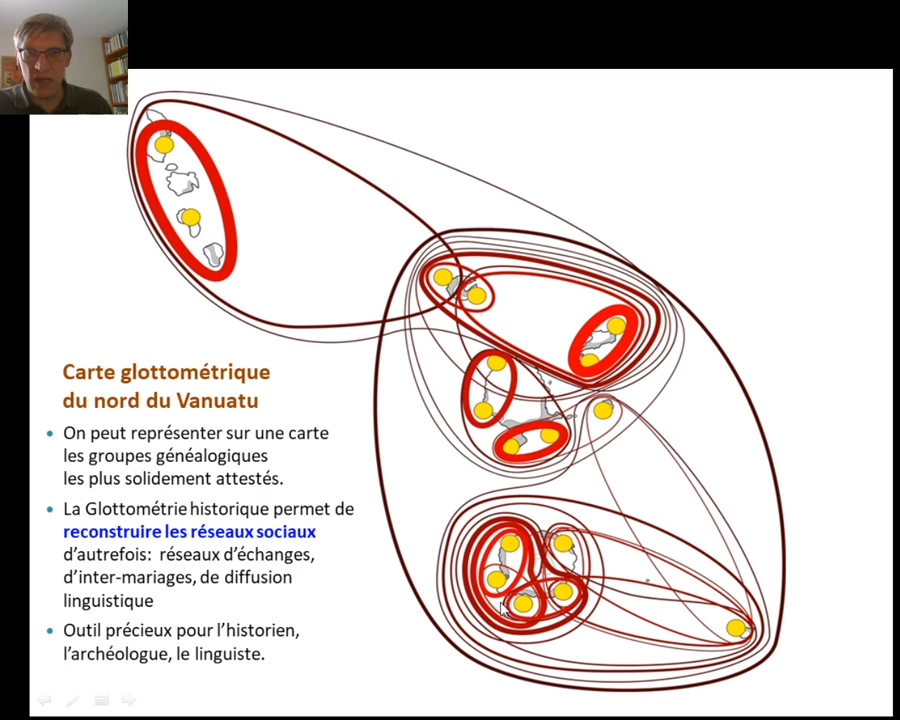 Carte glottométrique
du nord du Vanuatu
• On peut représenter sur une carte
les groupes généalogiques
les plus solidement attestés.
• La Glottométrie historique permet de
reconstruire les réseaux sociaux
d'autrefois: réseaux d'échanges,
d'inter-mariages, de diffusion
linguistique
• Outil précieux pour l'historien,
l'archéologue, le linguiste.